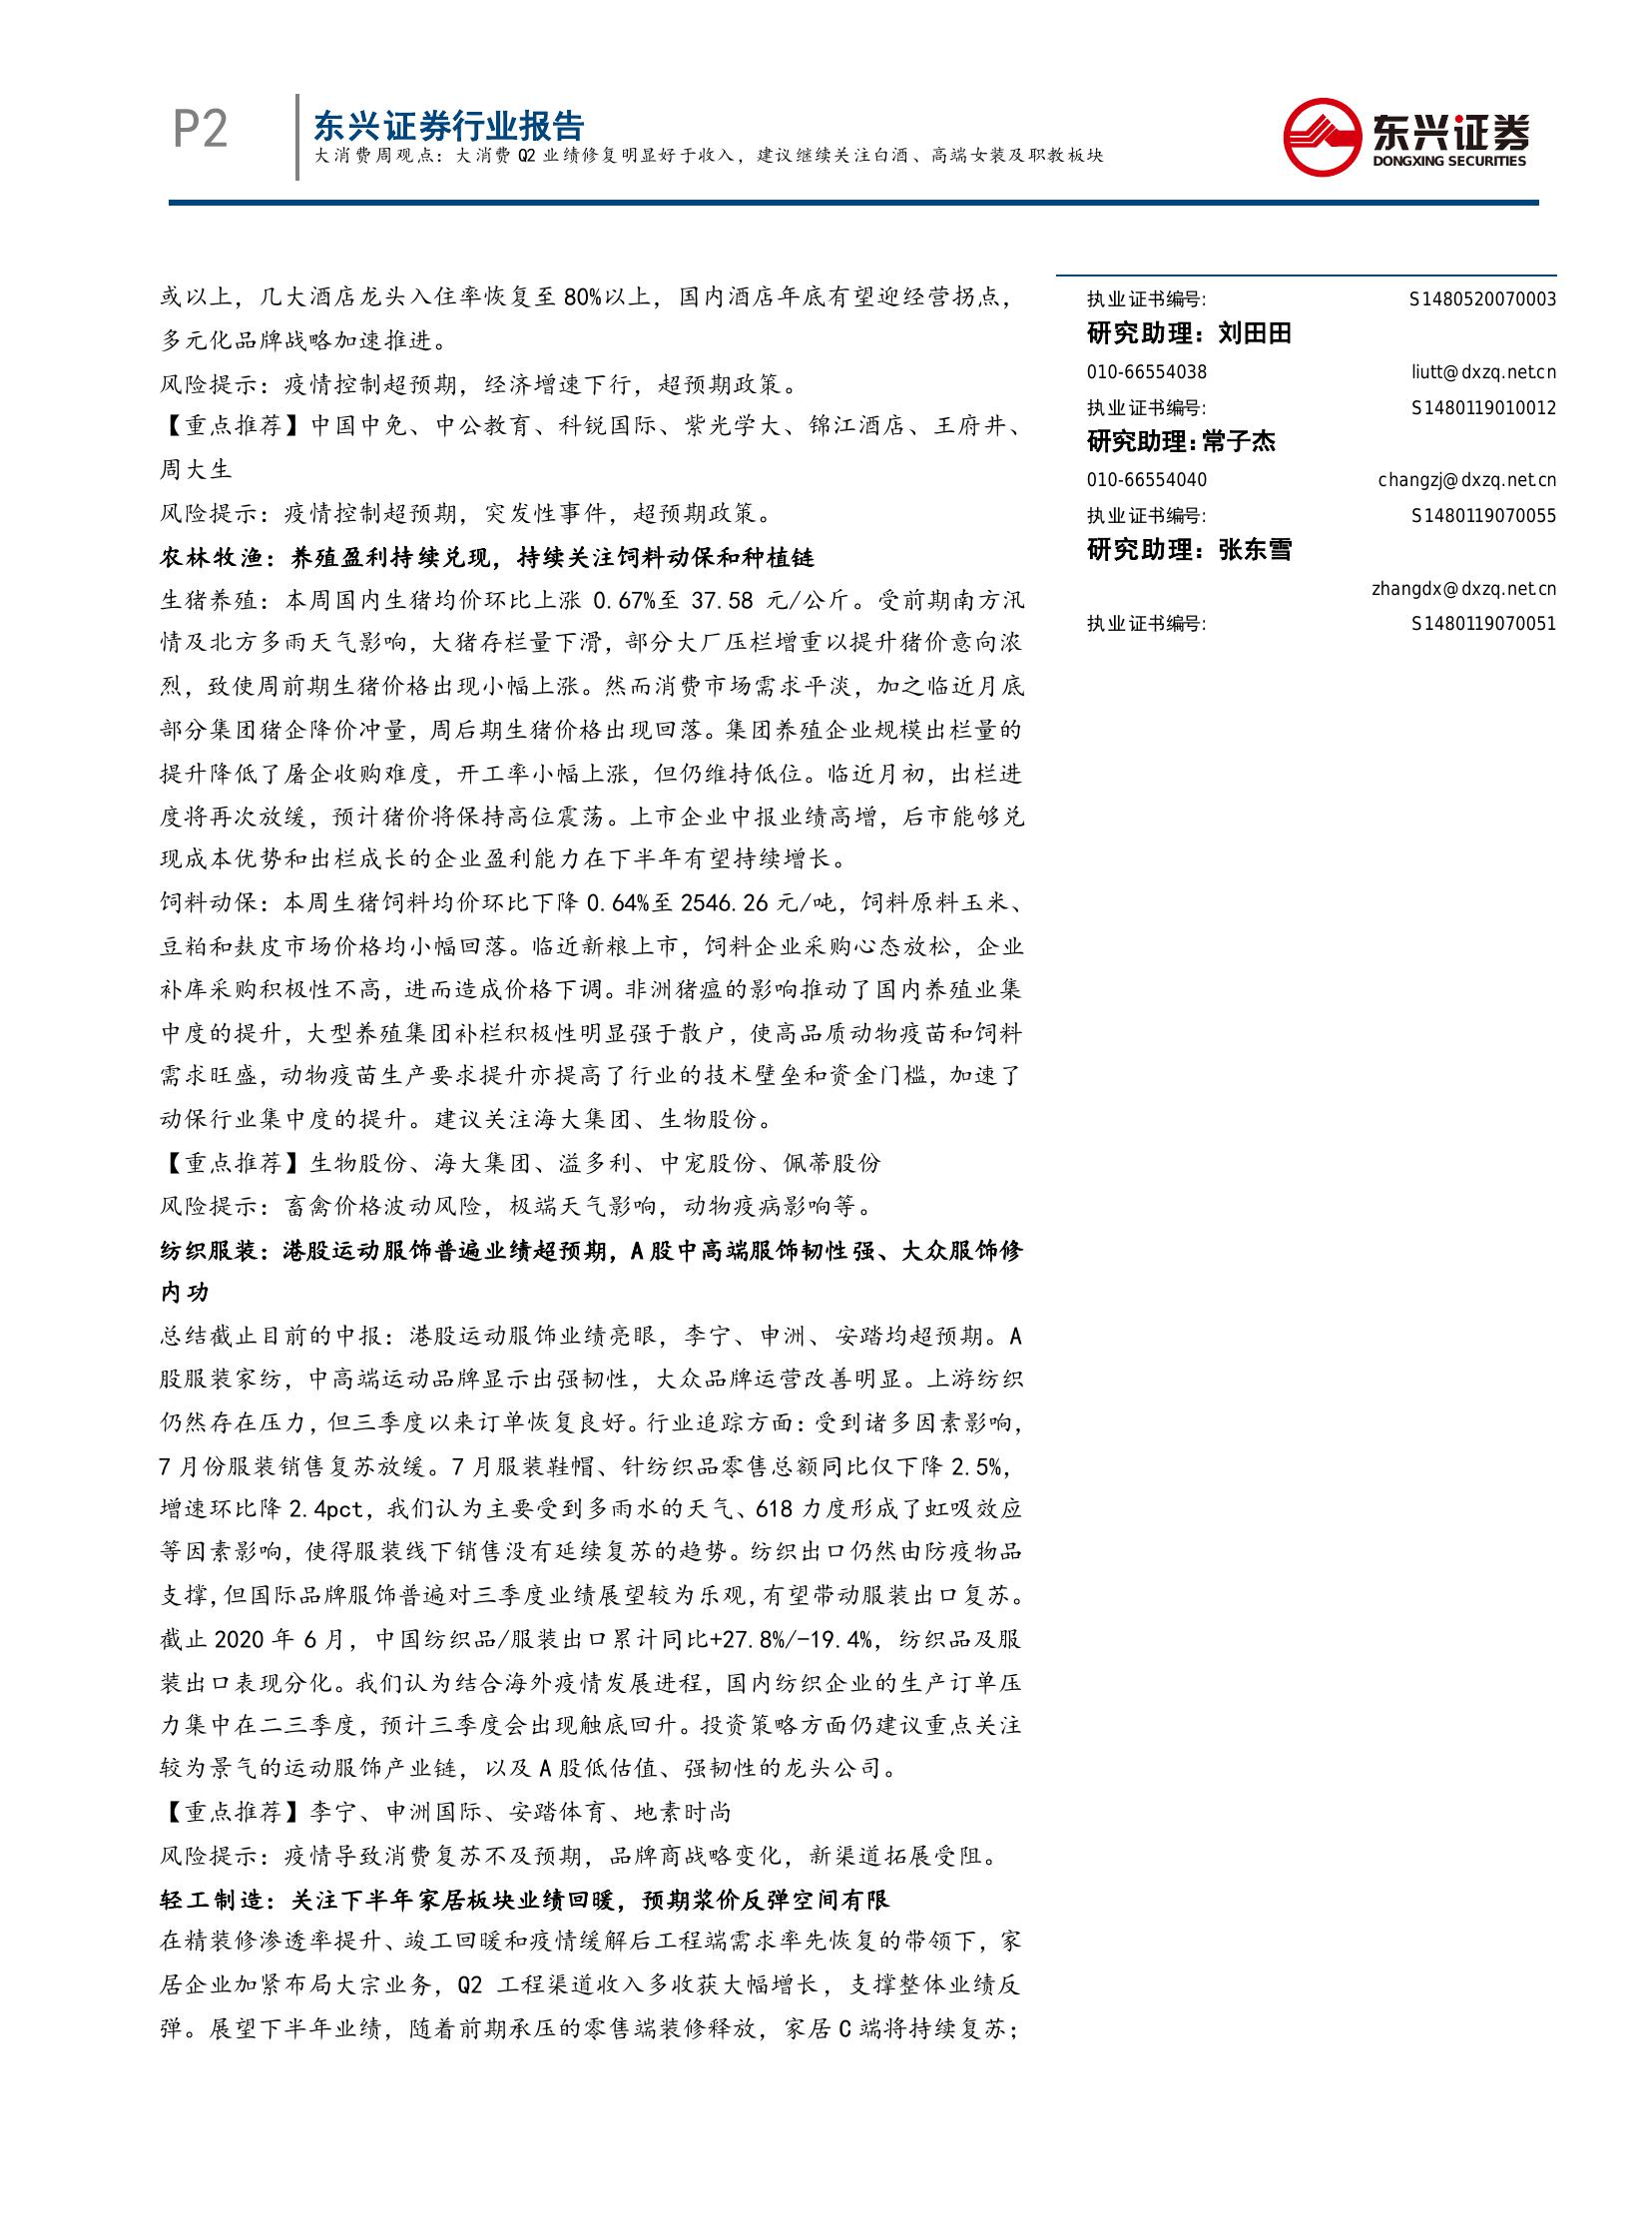 P2
东兴证券行业报告
大消费周观点：大消费 Q2 业绩修复明显好于收入，建议继续关注白酒、高端女装及职教板块
东兴证券
DONGXING SECURITIES
或以上，几大酒店龙头入住率恢复至 80%以上，国内酒店年底有望迎经营拐点，
多元化品牌战略加速推进。
风险提示：疫情控制超预期，经济增速下行，超预期政策。
【重点推荐】中国中免、中公教育、科锐国际、紫光学大、锦江酒店、王府井、
周大生
风险提示：疫情控制超预期，突发性事件，超预期政策。
农林牧渔：养殖盈利持续兑现，持续关注饲料动保和种植链
生猪养殖：本周国内生猪均价环比上涨 0.67%至 37.58 元/公斤。受前期南方汛
情及北方多雨天气影响，大猪存栏量下滑，部分大厂压栏增重以提升猪价意向浓
烈，致使周前期生猪价格出现小幅上涨。然而消费市场需求平淡，加之临近月底
部分集团猪企降价冲量，周后期生猪价格出现回落。集团养殖企业规模出栏量的
提升降低了屠企收购难度，开工率小幅上涨，但仍维持低位。临近月初，出栏进
度将再次放缓，预计猪价将保持高位震荡。上市企业中报业绩高增，后市能够兑
现成本优势和出栏成长的企业盈利能力在下半年有望持续增长。
饲料动保：本周生猪饲料均价环比下降 0.64%至 2546.26 元/吨，饲料原料玉米、
豆粕和麸皮市场价格均小幅回落。临近新粮上市，饲料企业采购心态放松，企业
补库采购积极性不高，进而造成价格下调。非洲猪瘟的影响推动了国内养殖业集
中度的提升，大型养殖集团补栏积极性明显强于散户，使高品质动物疫苗和饲料
需求旺盛，动物疫苗生产要求提升亦提高了行业的技术壁垒和资金门槛，加速了
动保行业集中度的提升。建议关注海大集团、生物股份。
【重点推荐】生物股份、海大集团、溢多利、中宠股份、佩蒂股份
风险提示：畜禽价格波动风险，极端天气影响，动物疫病影响等。
纺织服装：港股运动服饰普遍业绩超预期，A 股中高端服饰韧性强、大众服饰修
内功
总结截止目前的中报：港股运动服饰业绩亮眼，李宁、申洲、安踏均超预期。A
股服装家纺，中高端运动品牌显示出强韧性，大众品牌运营改善明显。上游纺织
仍然存在压力，但三季度以来订单恢复良好。行业追踪方面：受到诸多因素影响，
7 月份服装销售复苏放缓。7 月服装鞋帽、针纺织品零售总额同比仅下降 2.5%，
增速环比降 2.4pct，我们认为主要受到多雨水的天气、618 力度形成了虹吸效应
等因素影响，使得服装线下销售没有延续复苏的趋势。纺织出口仍然由防疫物品
支撑，但国际品牌服饰普遍对三季度业绩展望较为乐观，有望带动服装出口复苏。
截止 2020 年 6 月，中国纺织品/服装出口累计同比+27.8%/-19.4%，纺织品及服
装出口表现分化。我们认为结合海外疫情发展进程，国内纺织企业的生产订单压
力集中在二三季度，预计三季度会出现触底回升。投资策略方面仍建议重点关注
较为景气的运动服饰产业链，以及 A 股低估值、强韧性的龙头公司。
【重点推荐】李宁、申洲国际、安踏体育、地素时尚
风险提示：疫情导致消费复苏不及预期，品牌商战略变化，新渠道拓展受阻。
轻工制造：关注下半年家居板块业绩回暖，预期浆价反弹空间有限
在精装修渗透率提升、竣工回暖和疫情缓解后工程端需求率先恢复的带领下，家
居企业加紧布局大宗业务，Q2 工程渠道收入多收获大幅增长，支撑整体业绩反
弹。展望下半年业绩，随着前期承压的零售端装修释放，家居 C 端将持续复苏；
执业证书编号: S1480520070003
研究助理：刘田田
010-66554038 liutt@dxzq.net.cn
执业证书编号: S1480119010012
研究助理:常子杰
010-66554040 changzj@dxzq.net.cn
执业证书编号: S1480119070055
研究助理：张东雪
zhangdx@dxzq.net.cn
执业证书编号: S1480119070051